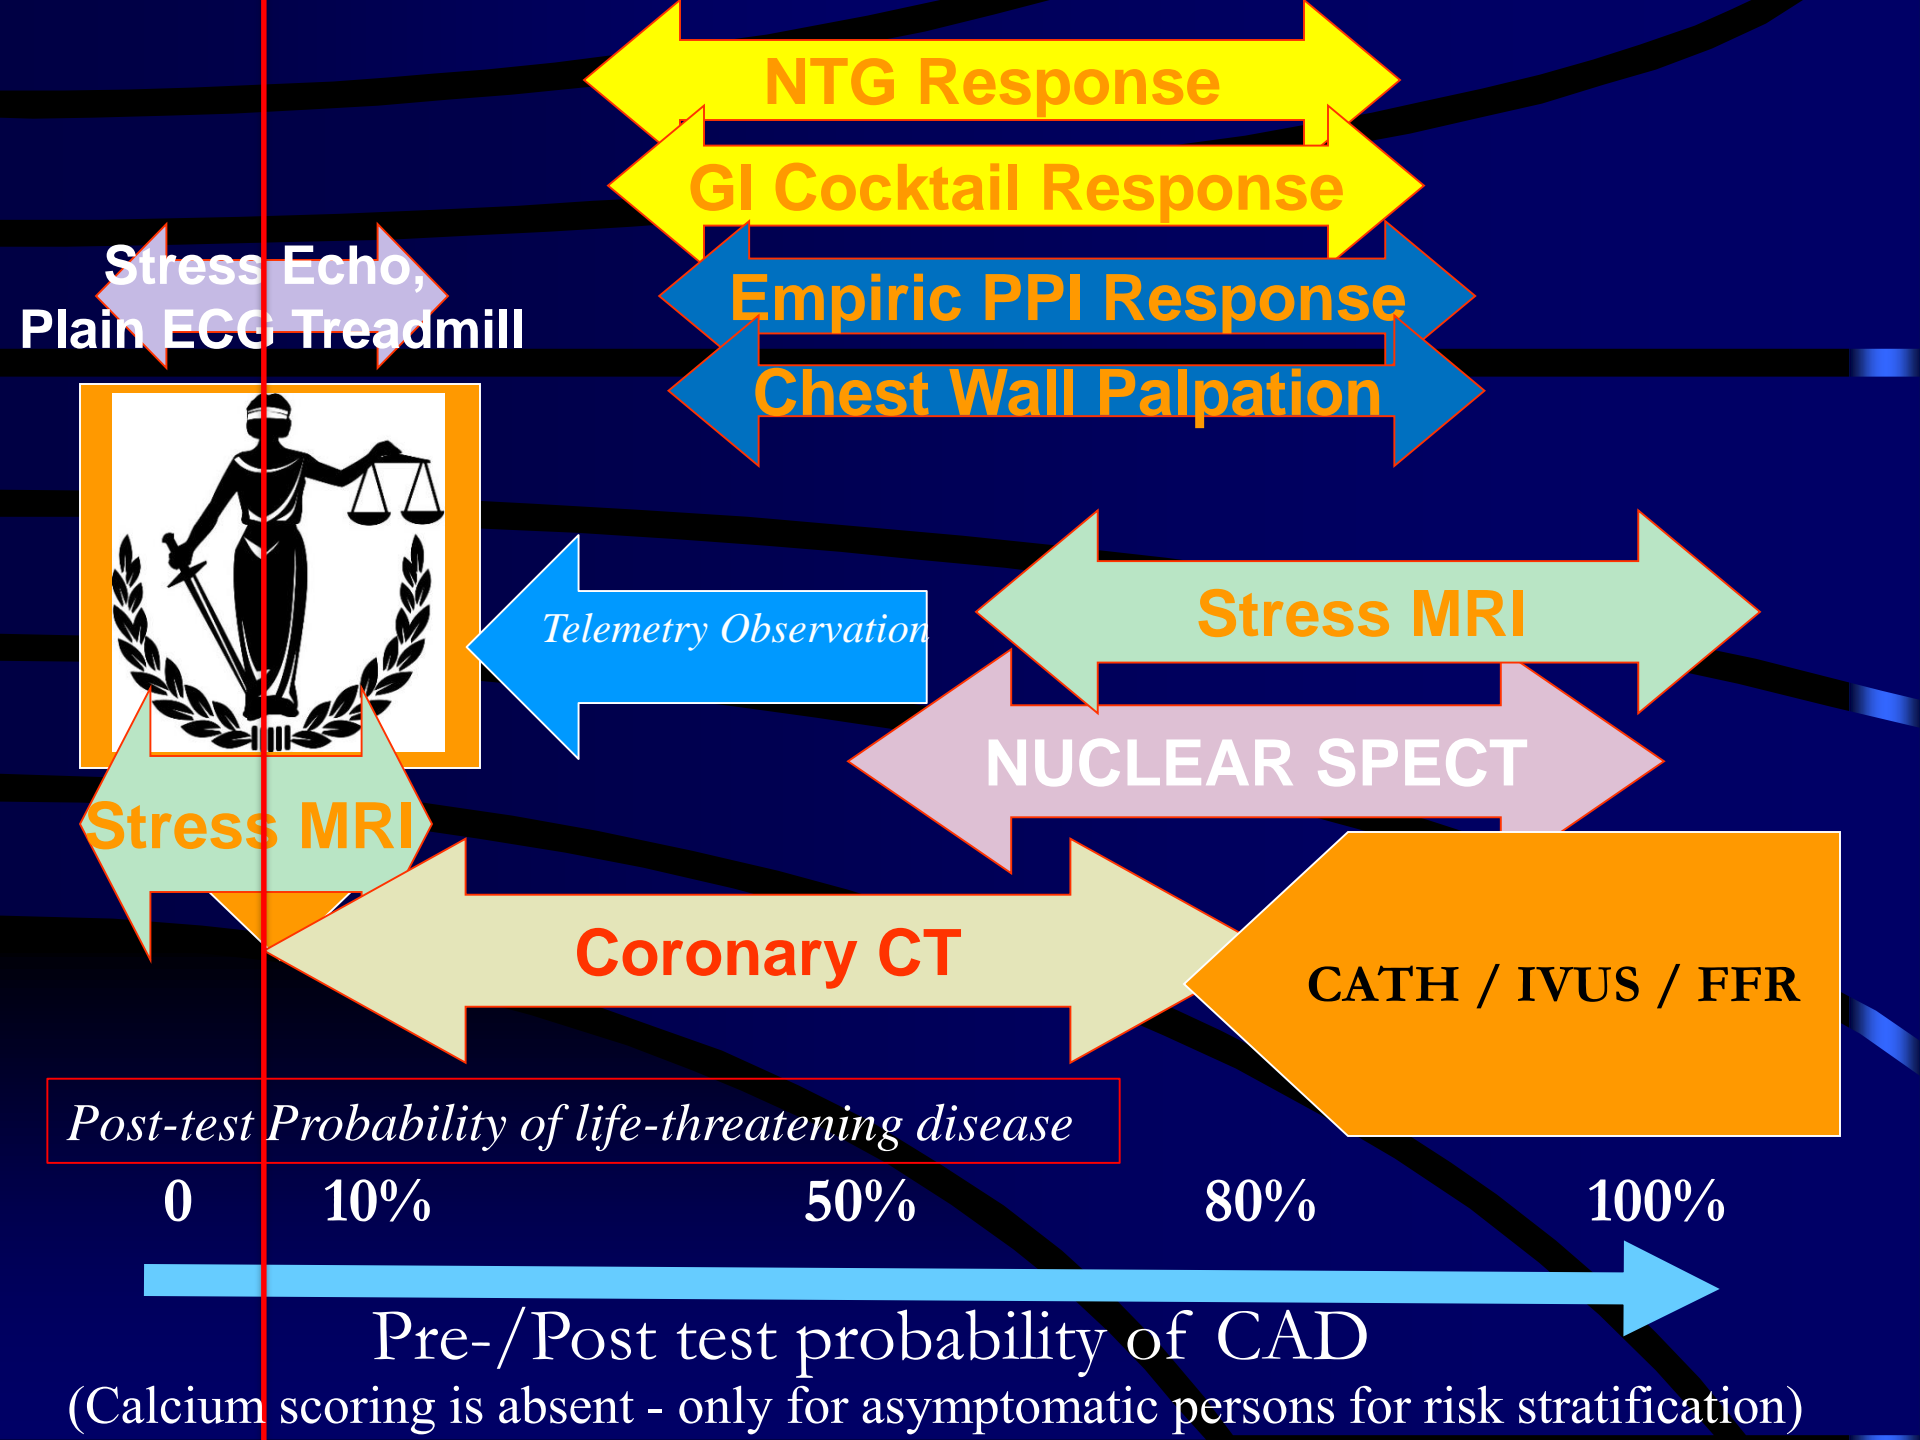 NTG Response
GI Cocktail Response
Stress Echo,
Plain ECG Treadmill
Empiric PPI Response
Chest Wall Palpation
Telemetry Observation
Stress MRI
NUCLEAR SPECT
Stress MRI
Coronary CT
CATH / IVUS / FFR
Post-test Probability of life-threatening disease
0 10% 50% 80% 100%
Pre-/Post test probability of CAD
(Calcium scoring is absent - only for asymptomatic persons for risk stratification)